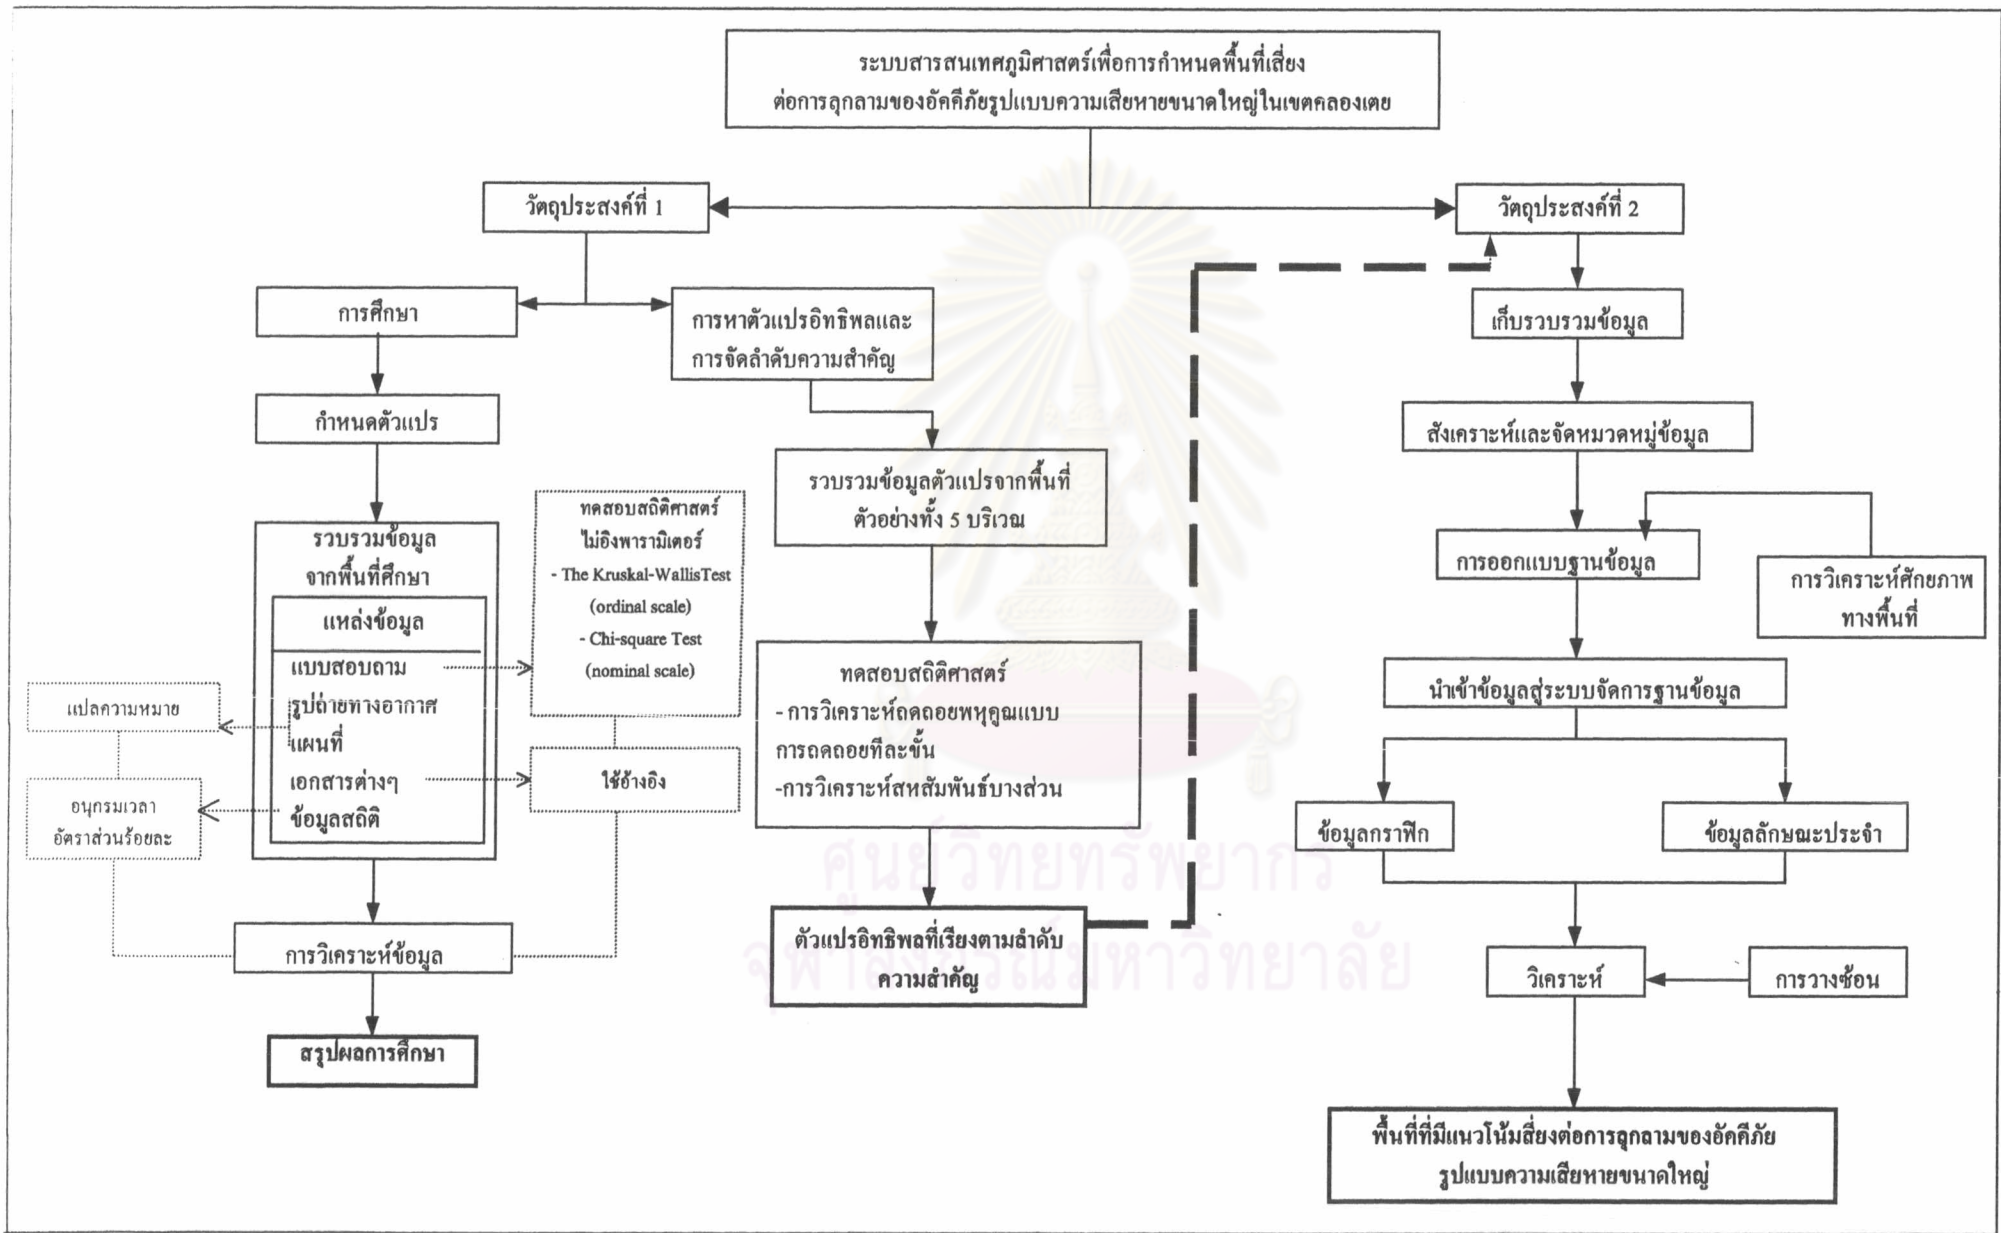 ระบบสารสนเทศภูมิศาสตร์เพื่อการกำหนดพื้นที่เสี่ยง
ต่อการลุกลามของอัคคีภัยรูปแบบความเสียหายขนาดใหญ่ในเขตคลองเตย
วัตถุประสงค์ที่ 1
วัตถุประสงค์ที่ 2
การศึกษา
การหาตัวแปรอิทธิพลและ
การจัดลำดับความสำคัญ
เก็บรวบรวมข้อมูล
กำหนดตัวแปร
สังเคราะห์และจัดหมวดหมู่ข้อมูล
รวบรวมข้อมูลตัวแปรจากพื้นที่
ตัวอย่างทั้ง 5 บริเวณ
รวบรวมข้อมูล
จากพื้นที่ศึกษา
แหล่งข้อมูล
แบบสอบถาม
รูปถ่ายทางอากาศ
แผนที่
เอกสารต่างๆ
ข้อมูลสถิติ
ทดสอบสถิติศาสตร์
ไม่อิงพารามิเตอร์
- The Kruskal-WallisTest
(ordinal scale)
- Chi-square Test
(nominal scale)
ใช้อ้างอิง
แปลความหมาย
อนุกรมเวลา
อัตราส่วนร้อยละ
การวิเคราะห์ข้อมูล
สรุปผลการศึกษา
ทดสอบสถิติศาสตร์
- การวิเคราะห์ถดถอยพหุคูณแบบ
การถดถอยทีละขั้น
-การวิเคราะห์สหสัมพันธ์บางส่วน
ตัวแปรอิทธิพลที่เรียงตามลำดับ
ความสำคัญ
การออกแบบฐานข้อมูล
การวิเคราะห์ศักยภาพ
ทางพื้นที่
นำเข้าข้อมูลสู่ระบบจัดการฐานข้อมูล
ข้อมูลกราฟิก
ข้อมูลลักษณะประจำ
วิเคราะห์
การวางซ้อน
พื้นที่ที่มีแนวโน้มสี่ยงต่อการลุกลามของอัคคีภัย
รูปแบบความเสียหายขนาดใหญ่
ศูนย์วิทยทรัพยากร
จุฬาลงกรณ์มหาวิทยาลัย